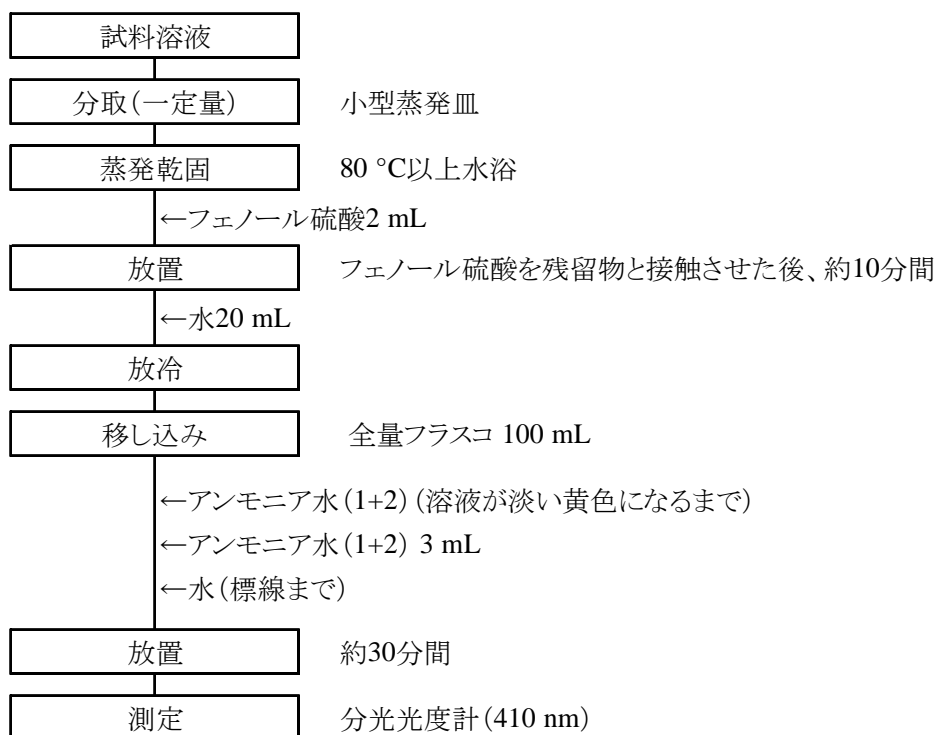 試料溶液
分取(一定量) 小型蒸発皿
蒸発乾固 80 °C以上水浴
←フェノール硫酸2 mL
放置 フェノール硫酸を残留物と接触させた後、約10分間
←水20 mL
放冷
移し込み 全量フラスコ 100 mL
←アンモニア水(1+2)(溶液が淡い黄色になるまで)
←アンモニア水(1+2) 3 mL
←水(標線まで)
放置 約30分間
測定 分光光度計(410 nm)